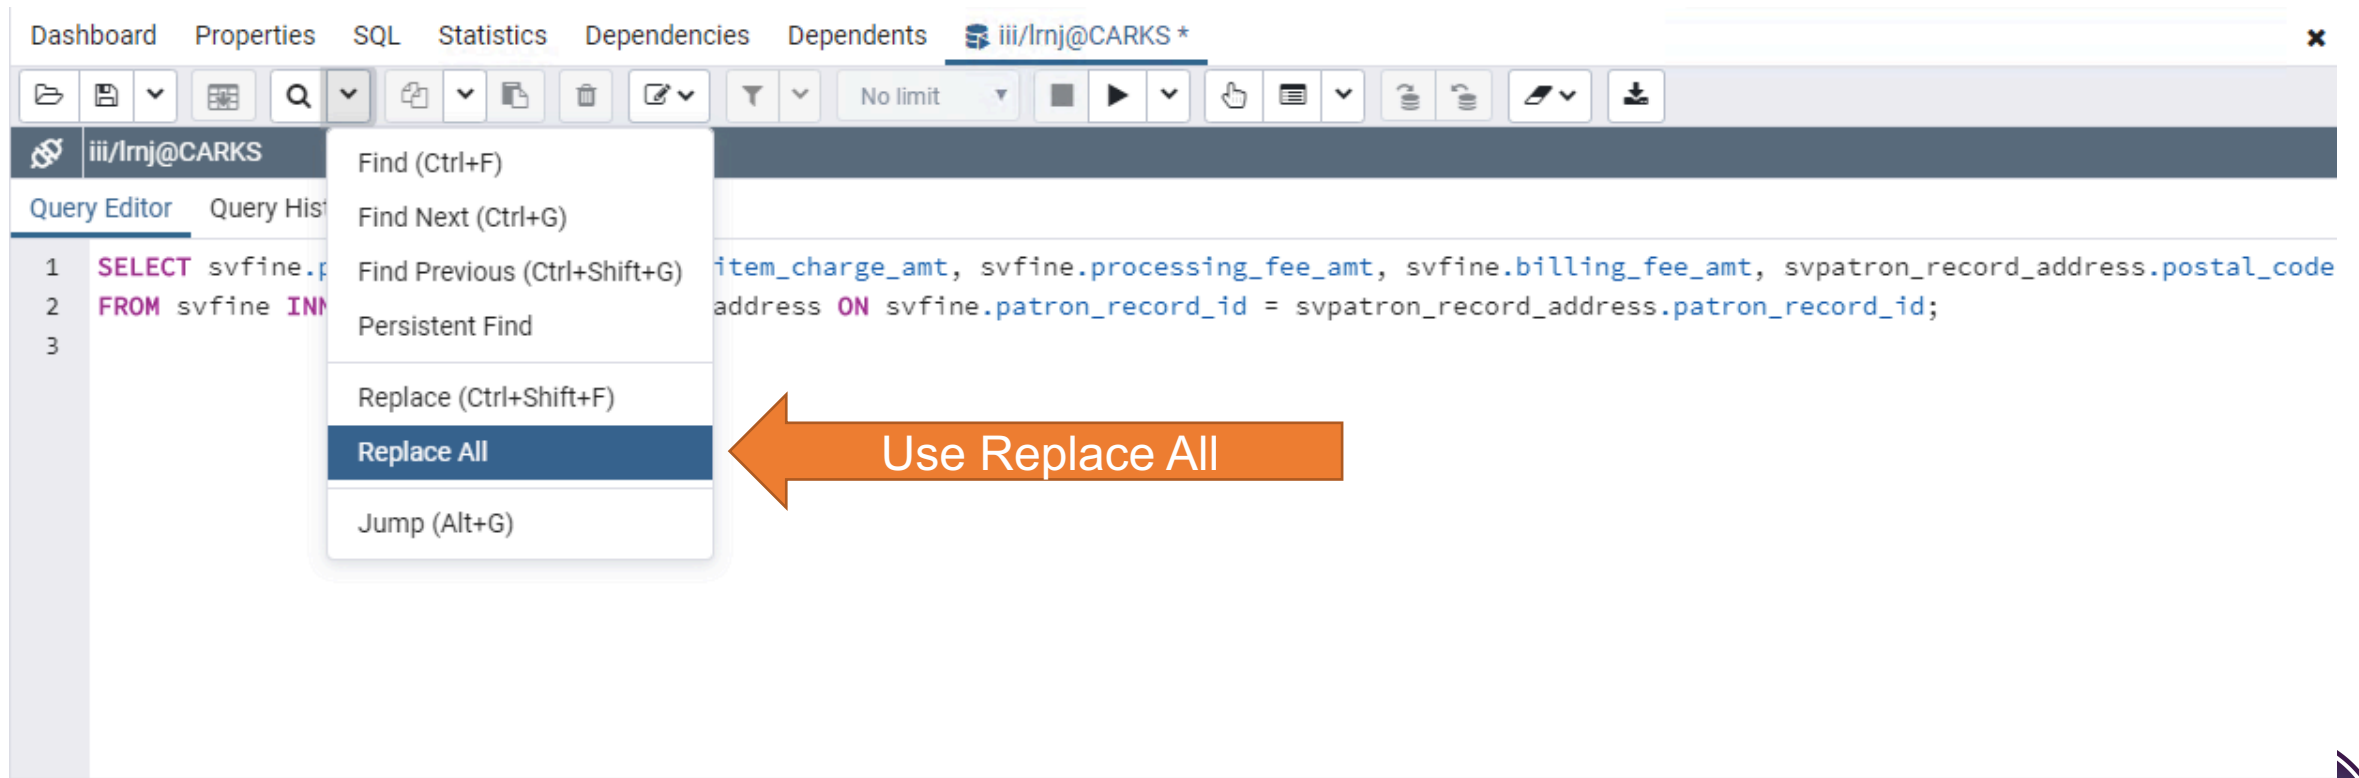 Dashboard Properties SQL Statistics Dependencies Dependents iii/lrnj@CARKS *
No limit
iii/lrnj@CARKS
Find (Ctrl+F)
Query Editor Query Hist
Find Next (Ctrl+G)
1 SELECT svfine.p
Find Previous (Ctrl+Shift+G)
item_charge_amt, svfine.processing_fee_amt, svfine.billing_fee_amt, svpatron_record_address.postal_code
2 FROM svfine INN
address ON svfine.patron_record_id = svpatron_record_address.patron_record_id;
Persistent Find
3
Replace (Ctrl+Shift+F)
Replace All
Use Replace All
Jump (Alt+G)